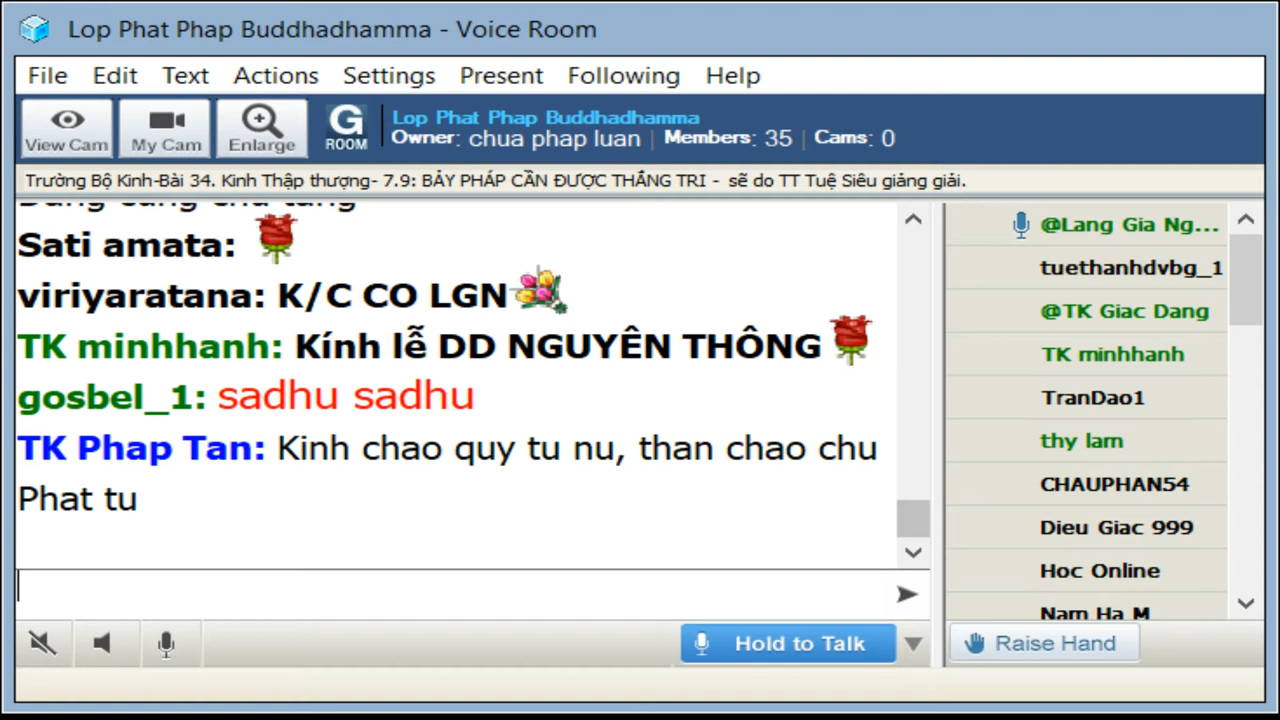 Lop Phat Phap Buddhadhamma - Voice Room
File Edit Text Actions Settings Present Following Help
View Cam My Cam Enlarge G ROOM
Lop Phat Phap Buddhadhamma
Owner: chua phap luan | Members: 35 | Cams: 0
Trường Bộ Kinh-Bài 34. Kinh Thập thượng- 7.9: BẢY PHÁP CẦN ĐƯỢC THẮNG TRI - sẽ do TT Tuệ Siêu giảng giải.
Sati amata:
viriyaratana: K/C CO LGN
TK minhhanh: Kính lễ DD NGUYÊN THÔNG
gosbel_1: sadhu sadhu
TK Phap Tan: Kinh chao quy tu nu, than chao chu
Phat tu
@Lang Gia Ng...
tuethanhdvbg_1
@TK Giac Dang
TK minhhanh
TranDao1
thy lam
CHAUPHAN54
Dieu Giac 999
Hoc Online
Nam Ha M
Hold to Talk
Raise Hand